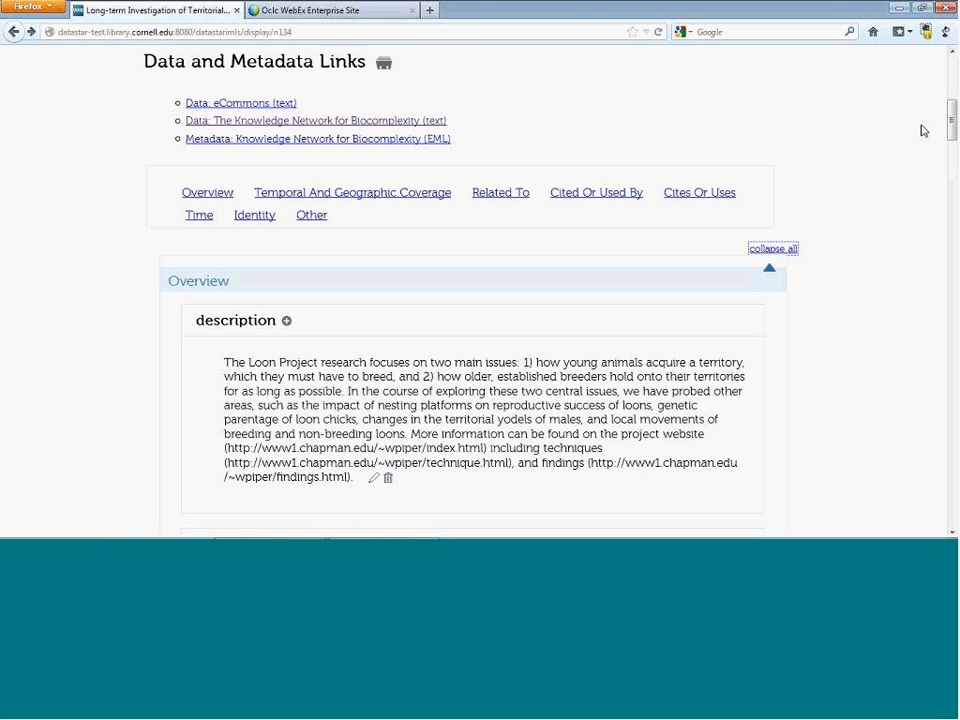 Firefox
Long-term Investigation of Territorial... ×
Oclc WebEx Enterprise Site ×
+
datastar-test.library.cornell.edu:8080/datastarimls/display/n134
Google
Data and Metadata Links
Data: eCommons (text)
Data: The Knowledge Network for Biocomplexity (text)
Metadata: Knowledge Network for Biocomplexity (EML)
Overview Temporal And Geographic Coverage Related To Cited Or Used By Cites Or Uses
Time Identity Other
collapse all
Overview
description
The Loon Project research focuses on two main issues: 1) how young animals acquire a territory,
which they must have to breed, and 2) how older, established breeders hold onto their territories
for as long as possible. In the course of exploring these two central issues, we have probed other
areas, such as the impact of nesting platforms on reproductive success of loons, genetic
parentage of loon chicks, changes in the territorial yodels of males, and local movements of
breeding and non-breeding loons. More information can be found on the project website
(http://www1.chapman.edu/~wpiper/index.html) including techniques
(http://www1.chapman.edu/~wpiper/technique.html), and findings (http://www1.chapman.edu
/~wpiper/findings.html).